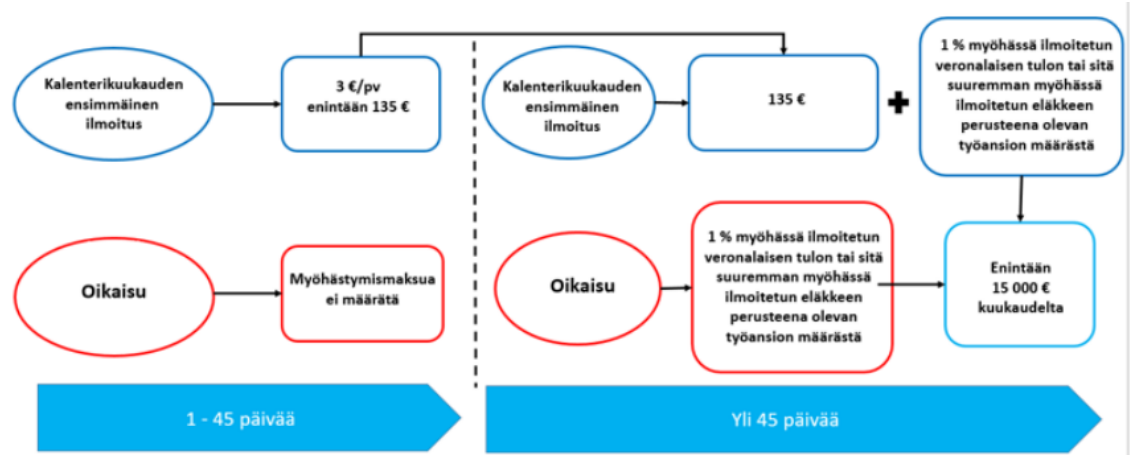 Kalenterikuukauden
ensimmäinen
ilmoitus
3 €/pv
enintään 135 €
Kalenterikuukauden
ensimmäinen
ilmoitus
135 €
1 % myöhässä ilmoitetun
veronalaisen tulon tai sitä
suuremman myöhässä
ilmoitetun eläkkeen
perusteena olevan
työansion määrästä
Oikaisu
Myöhästymismaksua
ei määrätä
Oikaisu
1 % myöhässä ilmoitetun
veronalaisen tulon tai sitä
suuremman myöhässä
ilmoitetun eläkkeen
perusteena olevan
työansion määrästä
Enintään
15 000 €
kuukaudelta
1 - 45 päivää
Yli 45 päivää